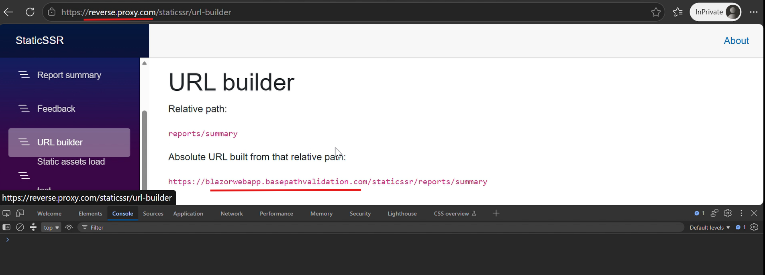 https://reverse.proxy.com/staticssr/url-builder
InPrivate
StaticSSR
About
Report summary
Feedback
URL builder
Static assets load
URL builder
Relative path:
reports/summary
Absolute URL built from that relative path:
https://blazorwebapp.basepathvalidation.com/staticssr/reports/summary
https://reverse.proxy.com/staticssr/url-builder
Welcome Elements Console Sources Application Network Performance Memory Security Lighthouse CSS overview
1
top Filter Default levels 1